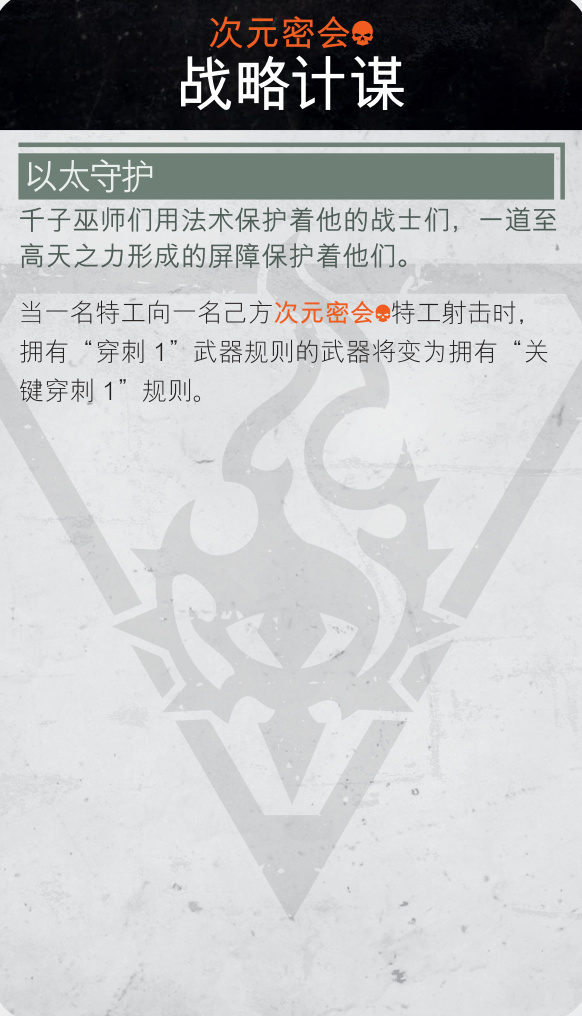 次元密会
战略计谋
以太守护
千子巫师们用法术保护着他的战士们，一道至
高天之力形成的屏障保护着他们。
当一名特工向一名己方次元密会特工射击时，
拥有“穿刺 1”武器规则的武器将变为拥有“关
键穿刺 1”规则。